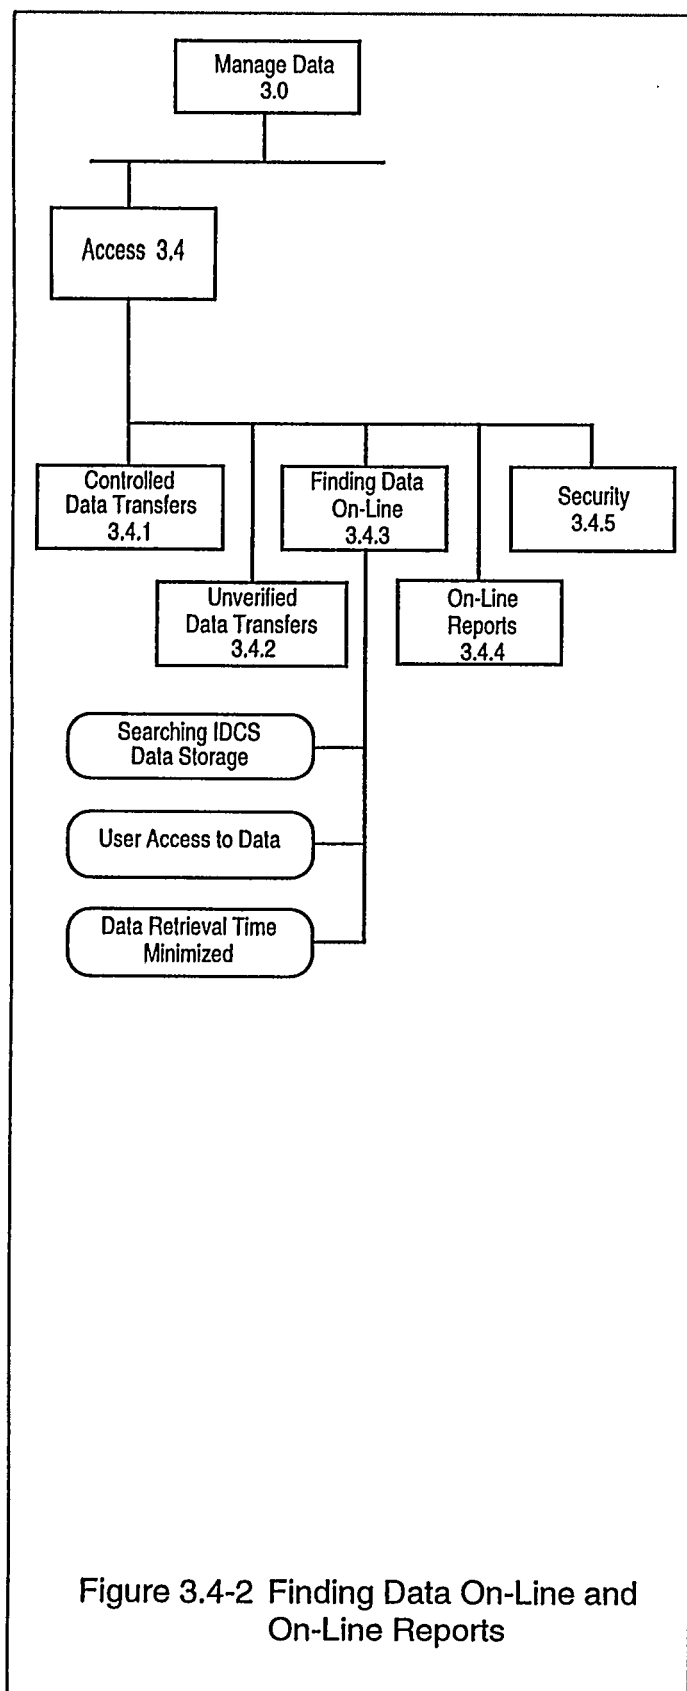 Manage Data
3.0
Access 3.4
Controlled
Data Transfers
3.4.1
Finding Data
On-Line
3.4.3
Security
3.4.5
Unverified
Data Transfers
3.4.2
On-Line
Reports
3.4.4
Searching IDCS
Data Storage
User Access to Data
Data Retrieval Time
Minimized
Figure 3.4-2 Finding Data On-Line and
On-Line Reports